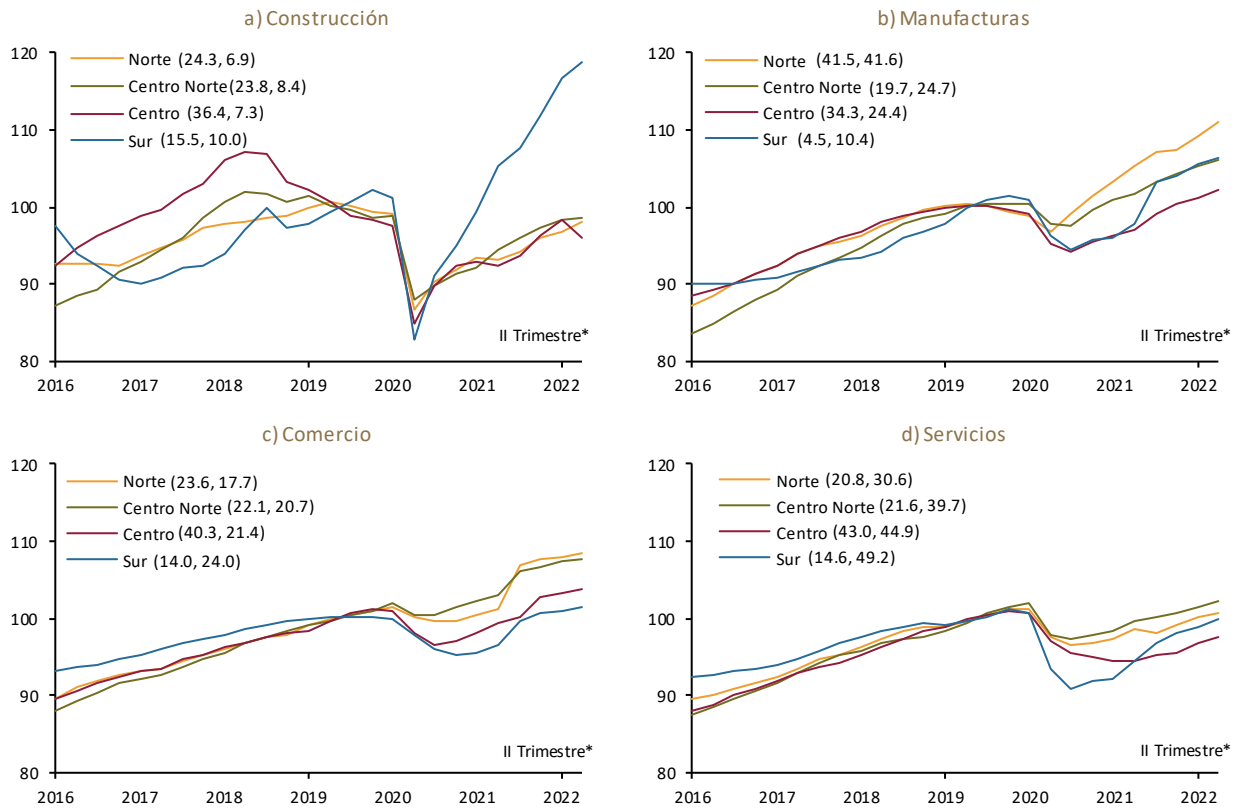 a) Construcción
120
110
100
90
80
Norte (24.3, 6.9)
Centro Norte(23.8, 8.4)
Centro (36.4, 7.3)
Sur (15.5, 10.0)
II Trimestre*
2016 2017 2018 2019 2020 2021 2022
b) Manufacturas
120
110
100
90
80
Norte (41.5, 41.6)
Centro Norte (19.7, 24.7)
Centro (34.3, 24.4)
Sur (4.5, 10.4)
II Trimestre*
2016 2017 2018 2019 2020 2021 2022
c) Comercio
120
110
100
90
80
Norte (23.6, 17.7)
Centro Norte (22.1, 20.7)
Centro (40.3, 21.4)
Sur (14.0, 24.0)
II Trimestre*
2016 2017 2018 2019 2020 2021 2022
d) Servicios
120
110
100
90
80
Norte (20.8, 30.6)
Centro Norte (21.6, 39.7)
Centro (43.0, 44.9)
Sur (14.6, 49.2)
II Trimestre*
2016 2017 2018 2019 2020 2021 2022